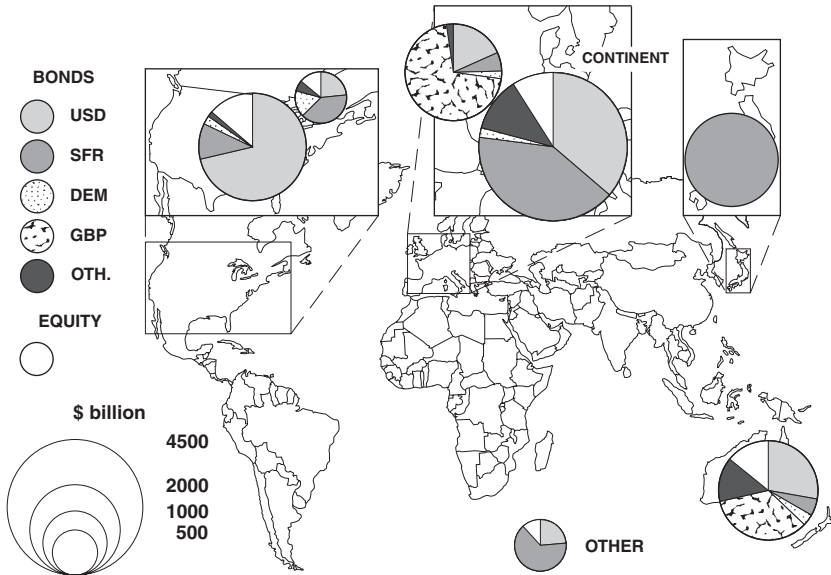 CONTINENT
BONDS
USD
SFR
DEM
GBP
OTH.
EQUITY
$ billion
4500
2000
1000
500
OTHER